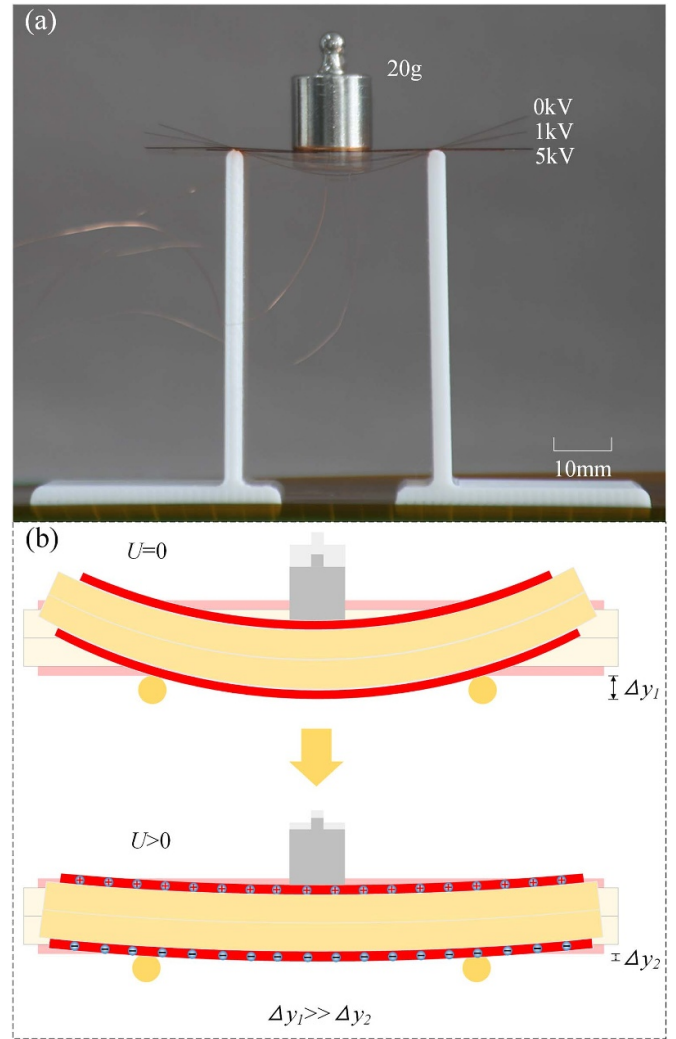 (a)
20g
0kV
1kV
5kV
10mm
(b)
U=0
Δy₁
U>0
Δy₂
Δy₁>>Δy₂